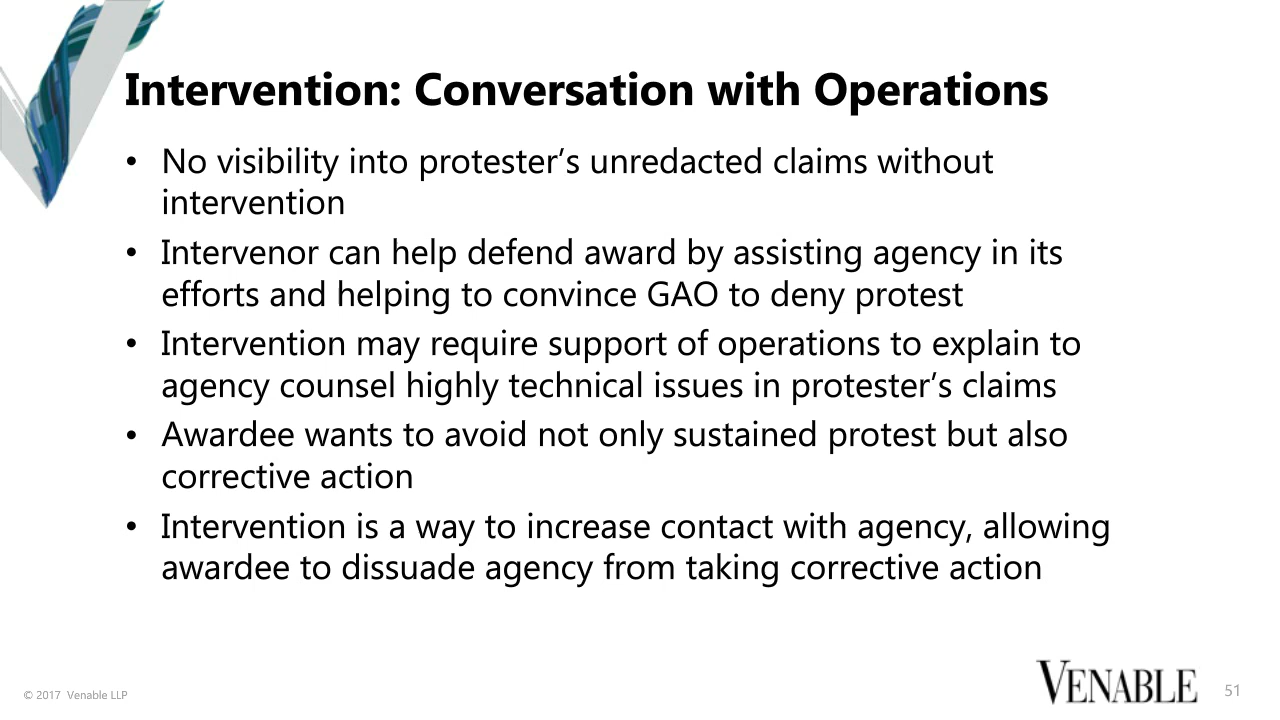 Intervention: Conversation with Operations
• No visibility into protester’s unredacted claims without
intervention
• Intervenor can help defend award by assisting agency in its
efforts and helping to convince GAO to deny protest
• Intervention may require support of operations to explain to
agency counsel highly technical issues in protester’s claims
• Awardee wants to avoid not only sustained protest but also
corrective action
• Intervention is a way to increase contact with agency, allowing
awardee to dissuade agency from taking corrective action
© 2017 Venable LLP
VENABLE
51